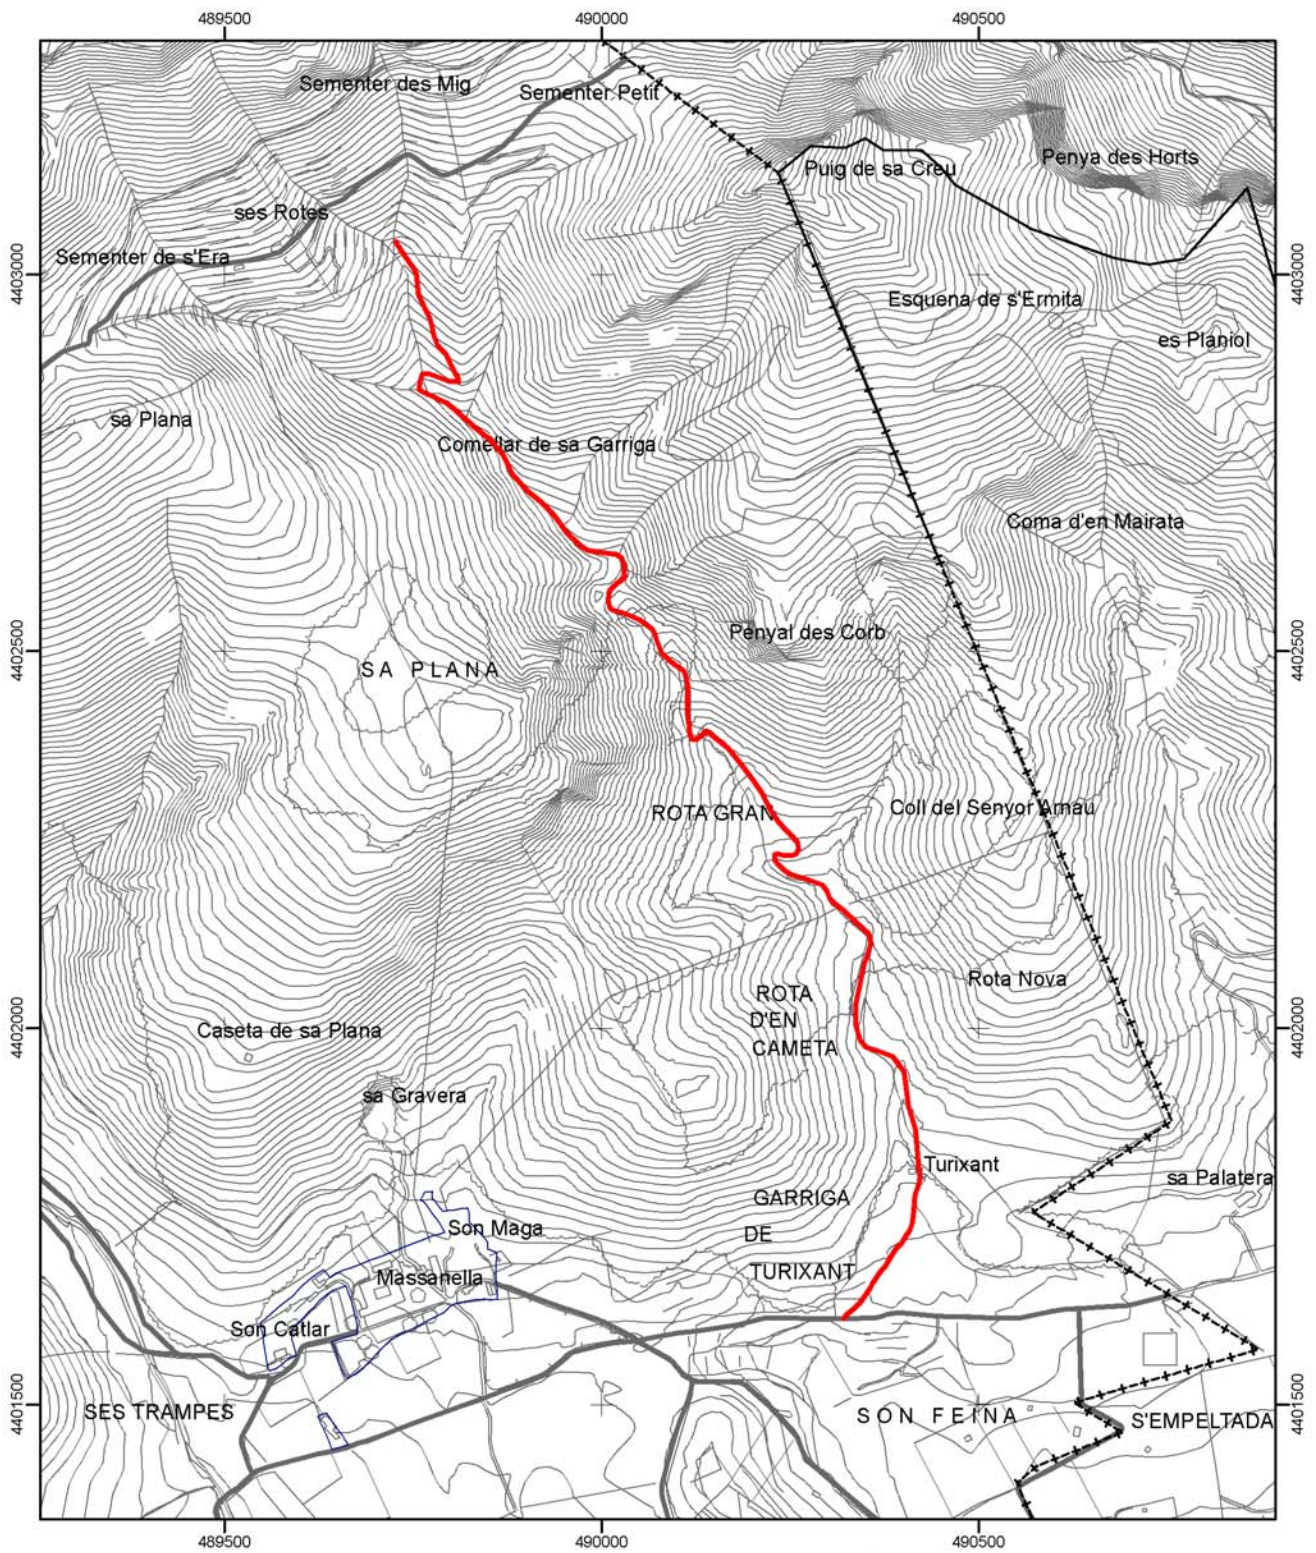 489500
490000
490500
Sementer des Mig
Sementer Petit
Penya des Horts
Puig de sa Creu
ses Rotes
Sementer de s'Era
4403000
4403000
Esquena de s'Ermita
es Planiol
sa Plana
Comellar de sa Garriga
Coma d'en Mairata
Penyal des Corb
4402500
4402500
SA PLANA
ROTA GRAN
Coll del Senyor Arnau
Rota Nova
ROTA
D'EN
CAMETA
4402000
4402000
Caseta de sa Plana
sa Gravera
Turixant
sa Palatera
GARRIGA
DE
TURIXANT
Son Maga
Massanella
Son Catlar
4401500
4401500
SES TRAMPES
SON FEINA
S'EMPELTADA
489500
490000
490500